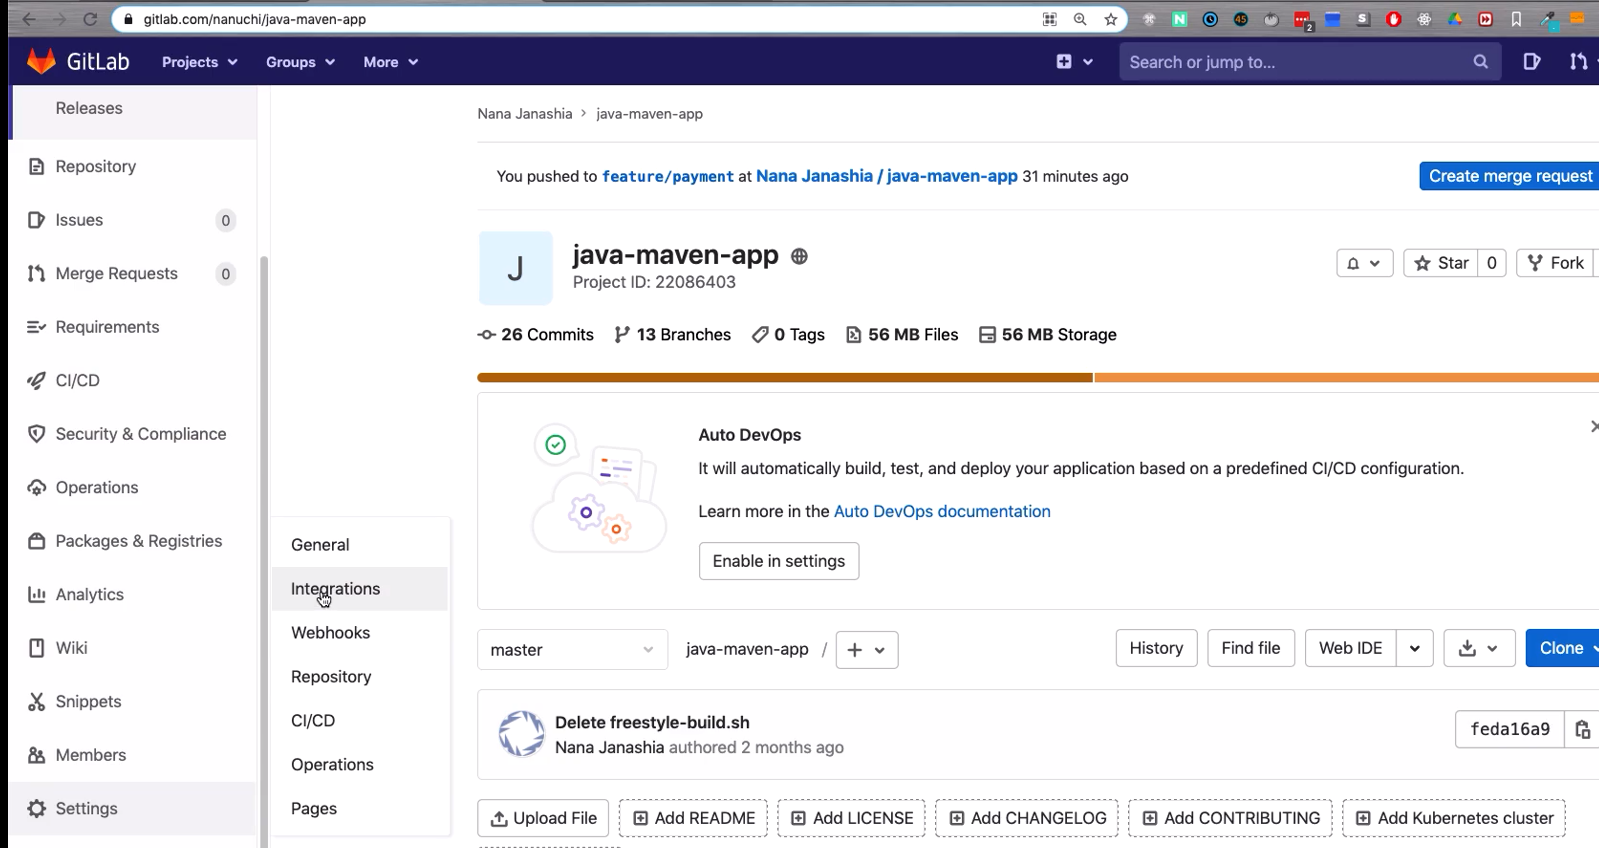 gitlab.com/nanuchi/java-maven-app
N
45
2
S
GitLab
Projects
Groups
More
Search or jump to...
Releases
Repository
Issues
0
Merge Requests
0
Requirements
CI/CD
Security & Compliance
Operations
Packages & Registries
Analytics
Wiki
Snippets
Members
Settings
General
Integrations
Webhooks
Repository
CI/CD
Operations
Pages
Nana Janashia > java-maven-app
You pushed to feature/payment at Nana Janashia / java-maven-app 31 minutes ago
Create merge request
J
java-maven-app
Project ID: 22086403
Star 0
Fork
26 Commits
13 Branches
0 Tags
56 MB Files
56 MB Storage
Auto DevOps
It will automatically build, test, and deploy your application based on a predefined CI/CD configuration.
Learn more in the Auto DevOps documentation
Enable in settings
master
java-maven-app /
History
Find file
Web IDE
Clone
Delete freestyle-build.sh
Nana Janashia authored 2 months ago
feda16a9
Upload File
Add README
Add LICENSE
Add CHANGELOG
Add CONTRIBUTING
Add Kubernetes cluster